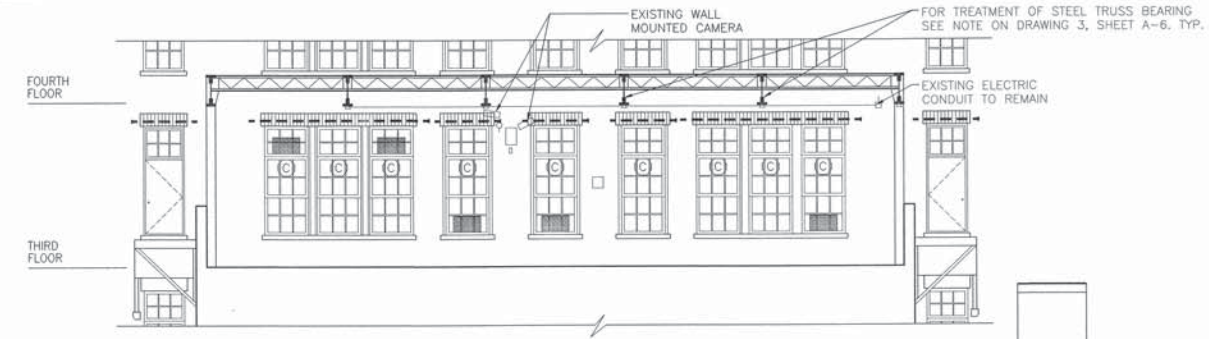 EXISTING WALL
MOUNTED CAMERA
FOR TREATMENT OF STEEL TRUSS BEARING
SEE NOTE ON DRAWING 3, SHEET A-6. TYP.
FOURTH
FLOOR
EXISTING ELECTRIC
CONDUIT TO REMAIN
(C) (C) (C) (C) (C) (C) (C) (C) (C)
THIRD
FLOOR